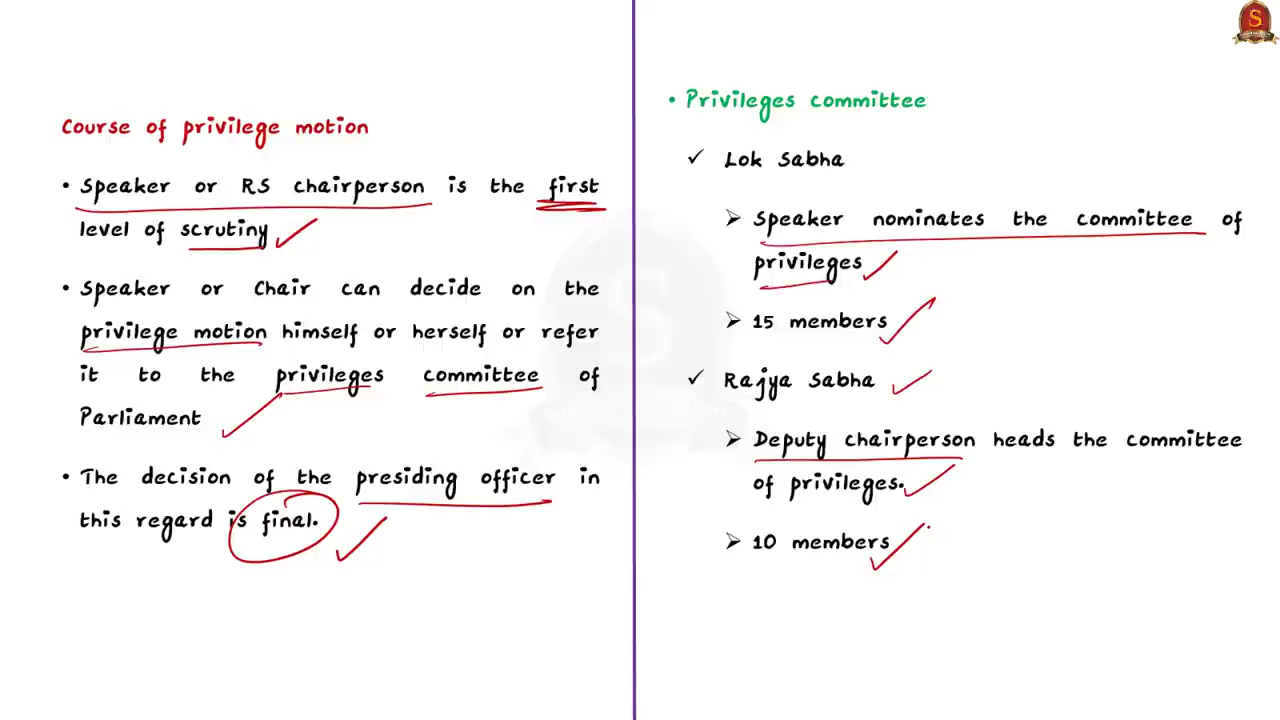 Course of privilege motion
• Speaker or RS chairperson is the first
level of scrutiny
• Speaker or Chair can decide on the
privilege motion himself or herself or refer
it to the privileges committee of
Parliament
• The decision of the presiding officer in
this regard is final.
• Privileges committee
✓ Lok Sabha
➢ Speaker nominates the committee of
privileges
➢ 15 members
✓ Rajya Sabha
➢ Deputy chairperson heads the committee
of privileges.
➢ 10 members
S